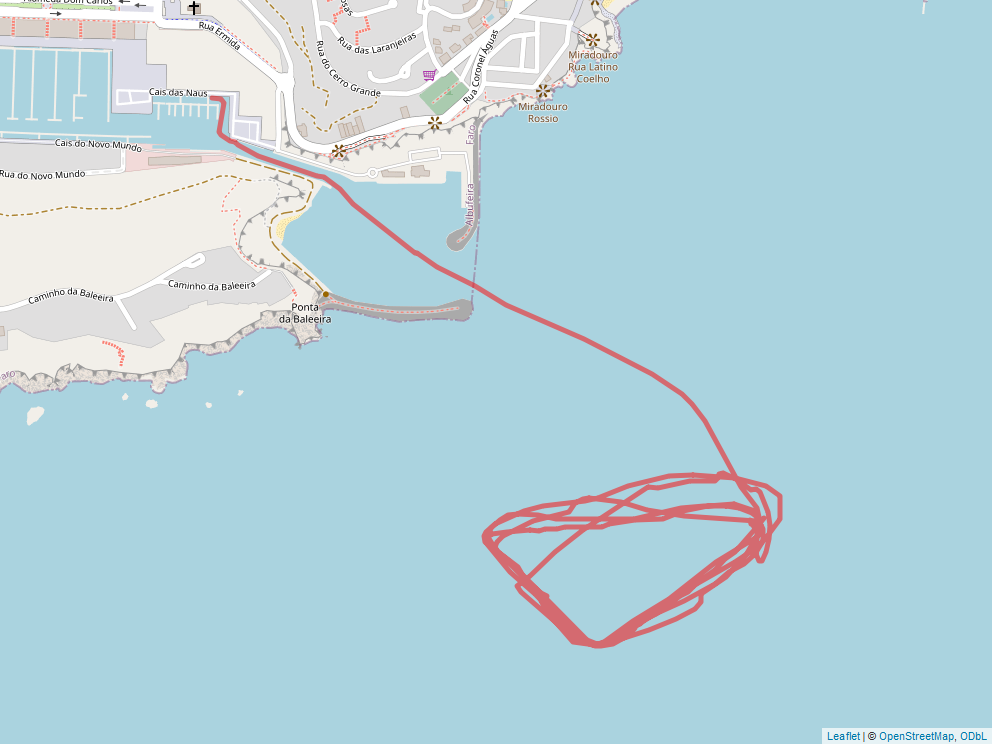 Alameda Dom Carlos
Rua Ermida
osas
Rua das Laranjeiras
Rua do Cerro Grande
Rua Coronel Águas
Miradouro
Rua Latino
Coelho
Miradouro
Rossio
Cais das Naus
Cais do Novo Mundo
Rua do Novo Mundo
Faro
Albufeira
Caminho da Baleeira
Caminho da Baleeira
Ponta
da Baleeira
aro
Leaflet | © OpenStreetMap, ODbL